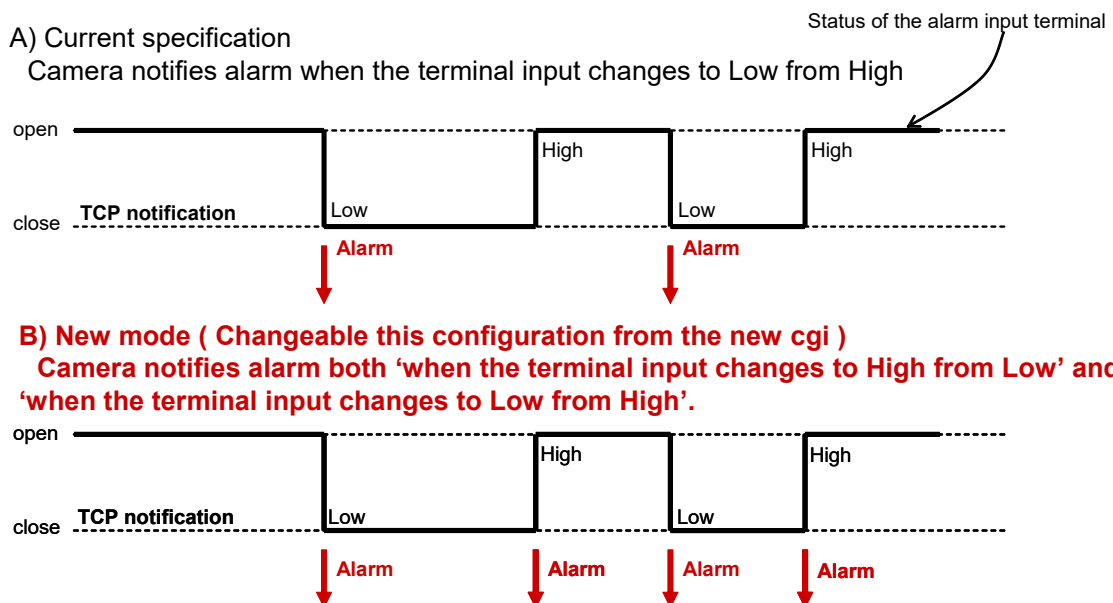 Status of the alarm input terminal
A) Current specification
Camera notifies alarm when the terminal input changes to Low from High
open
High
High
TCP notification
Low
Low
close
Alarm
Alarm
B) New mode ( Changeable this configuration from the new cgi )
Camera notifies alarm both ‘when the terminal input changes to High from Low’ and
‘when the terminal input changes to Low from High’.
open
High
High
TCP notification
Low
Low
close
Alarm
Alarm
Alarm
Alarm